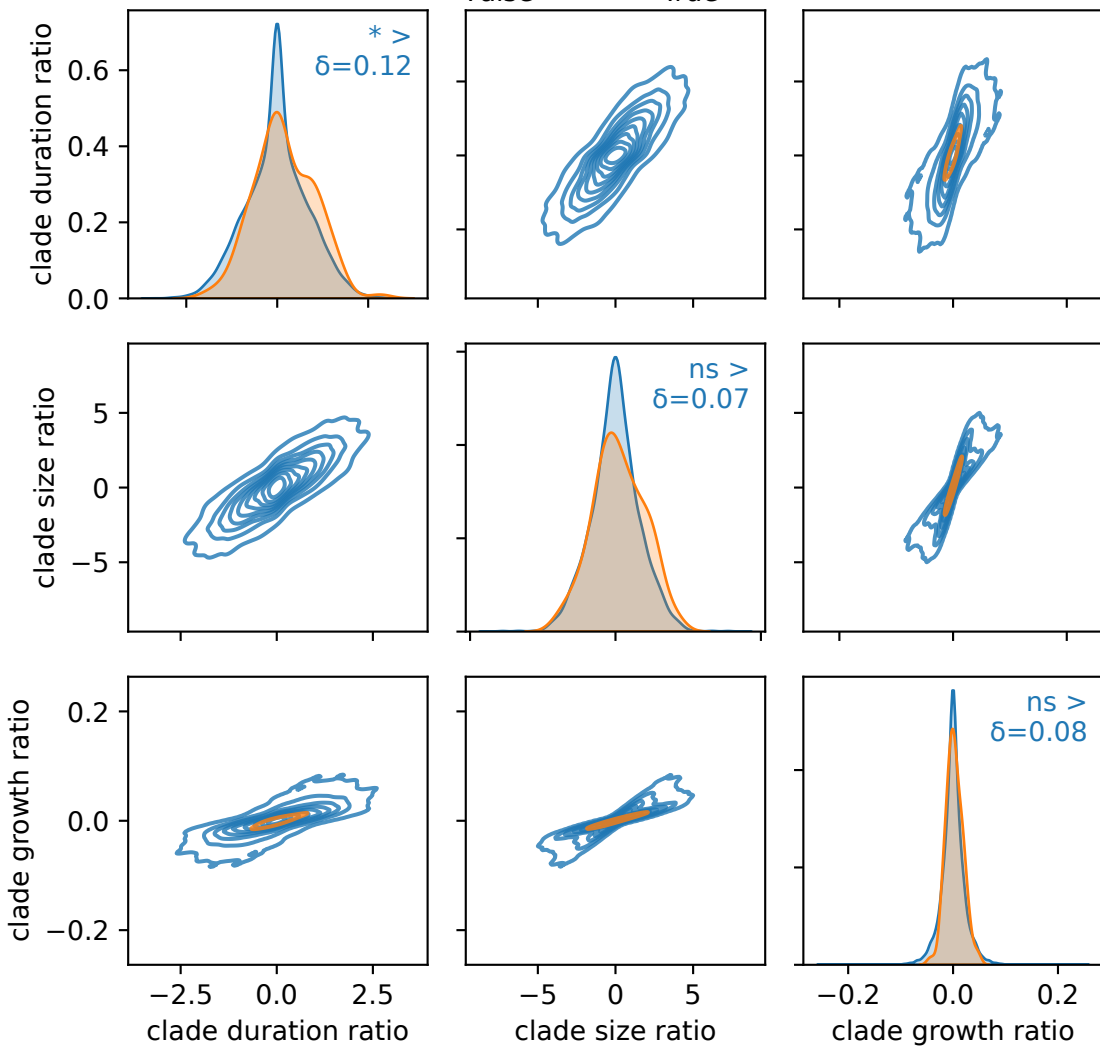 clade duration ratio
0.6
0.4
0.2
0.0
* >
δ=0.12
clade size ratio
5
0
−5
ns >
δ=0.07
clade growth ratio
0.2
0.0
−0.2
ns >
δ=0.08
−2.5 0.0 2.5
−5 0 5
−0.2 0.0 0.2
clade duration ratio
clade size ratio
clade growth ratio